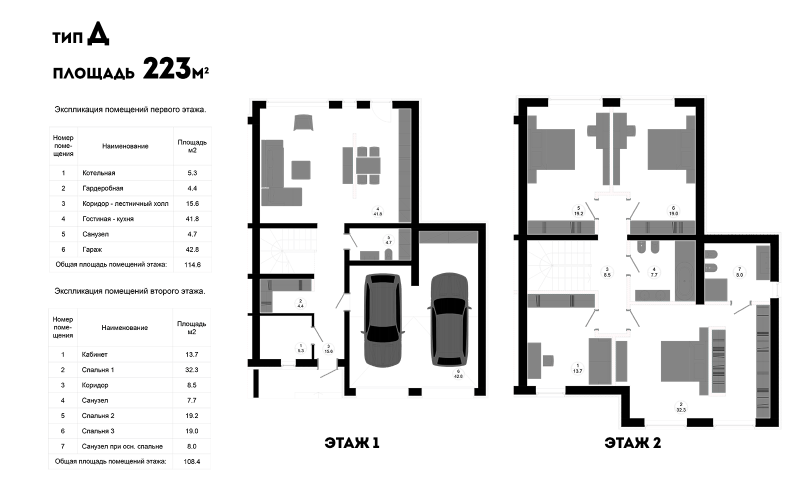 ТИП Д
ПЛОЩАДЬ 223м²
Экспликация помещений первого этажа.
Номер поме- щения Наименование Площадь м2
1 Котельная 5.3
2 Гардеробная 4.4
3 Коридор - лестничный холл 15.6
4 Гостиная - кухня 41.8
5 Санузел 4.7
6 Гараж 42.8
Общая площадь помещений этажа: 114.6
Экспликация помещений второго этажа.
Номер поме- щения Наименование Площадь м2
1 Кабинет 13.7
2 Спальня 1 32.3
3 Коридор 8.5
4 Санузел 7.7
5 Спальня 2 19.2
6 Спальня 3 19.0
7 Санузел при осн. спальне 8.0
Общая площадь помещений этажа: 108.4
4
41.8
5
4.7
2
4.4
1
5.3
3
15.6
6
42.8
ЭТАЖ 1
5
19.2
6
19.0
3
8.5
4
7.7
7
8.0
1
13.7
2
32.3
ЭТАЖ 2